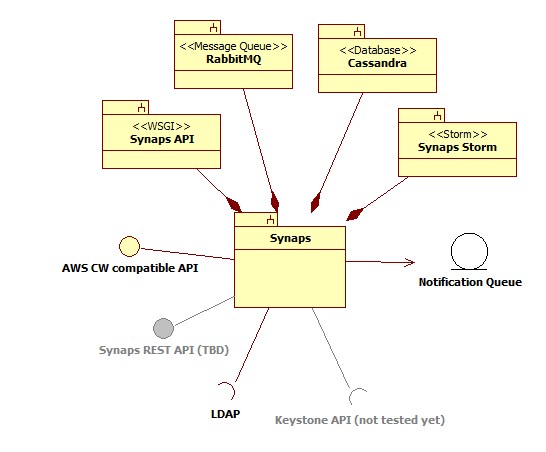 <<Message Queue>>
RabbitMQ
<<Database>>
Cassandra
<<WSGI>>
Synaps API
<<Storm>>
Synaps Storm
Synaps
AWS CW compatible API
Notification Queue
Synaps REST API (TBD)
LDAP
Keystone API (not tested yet)